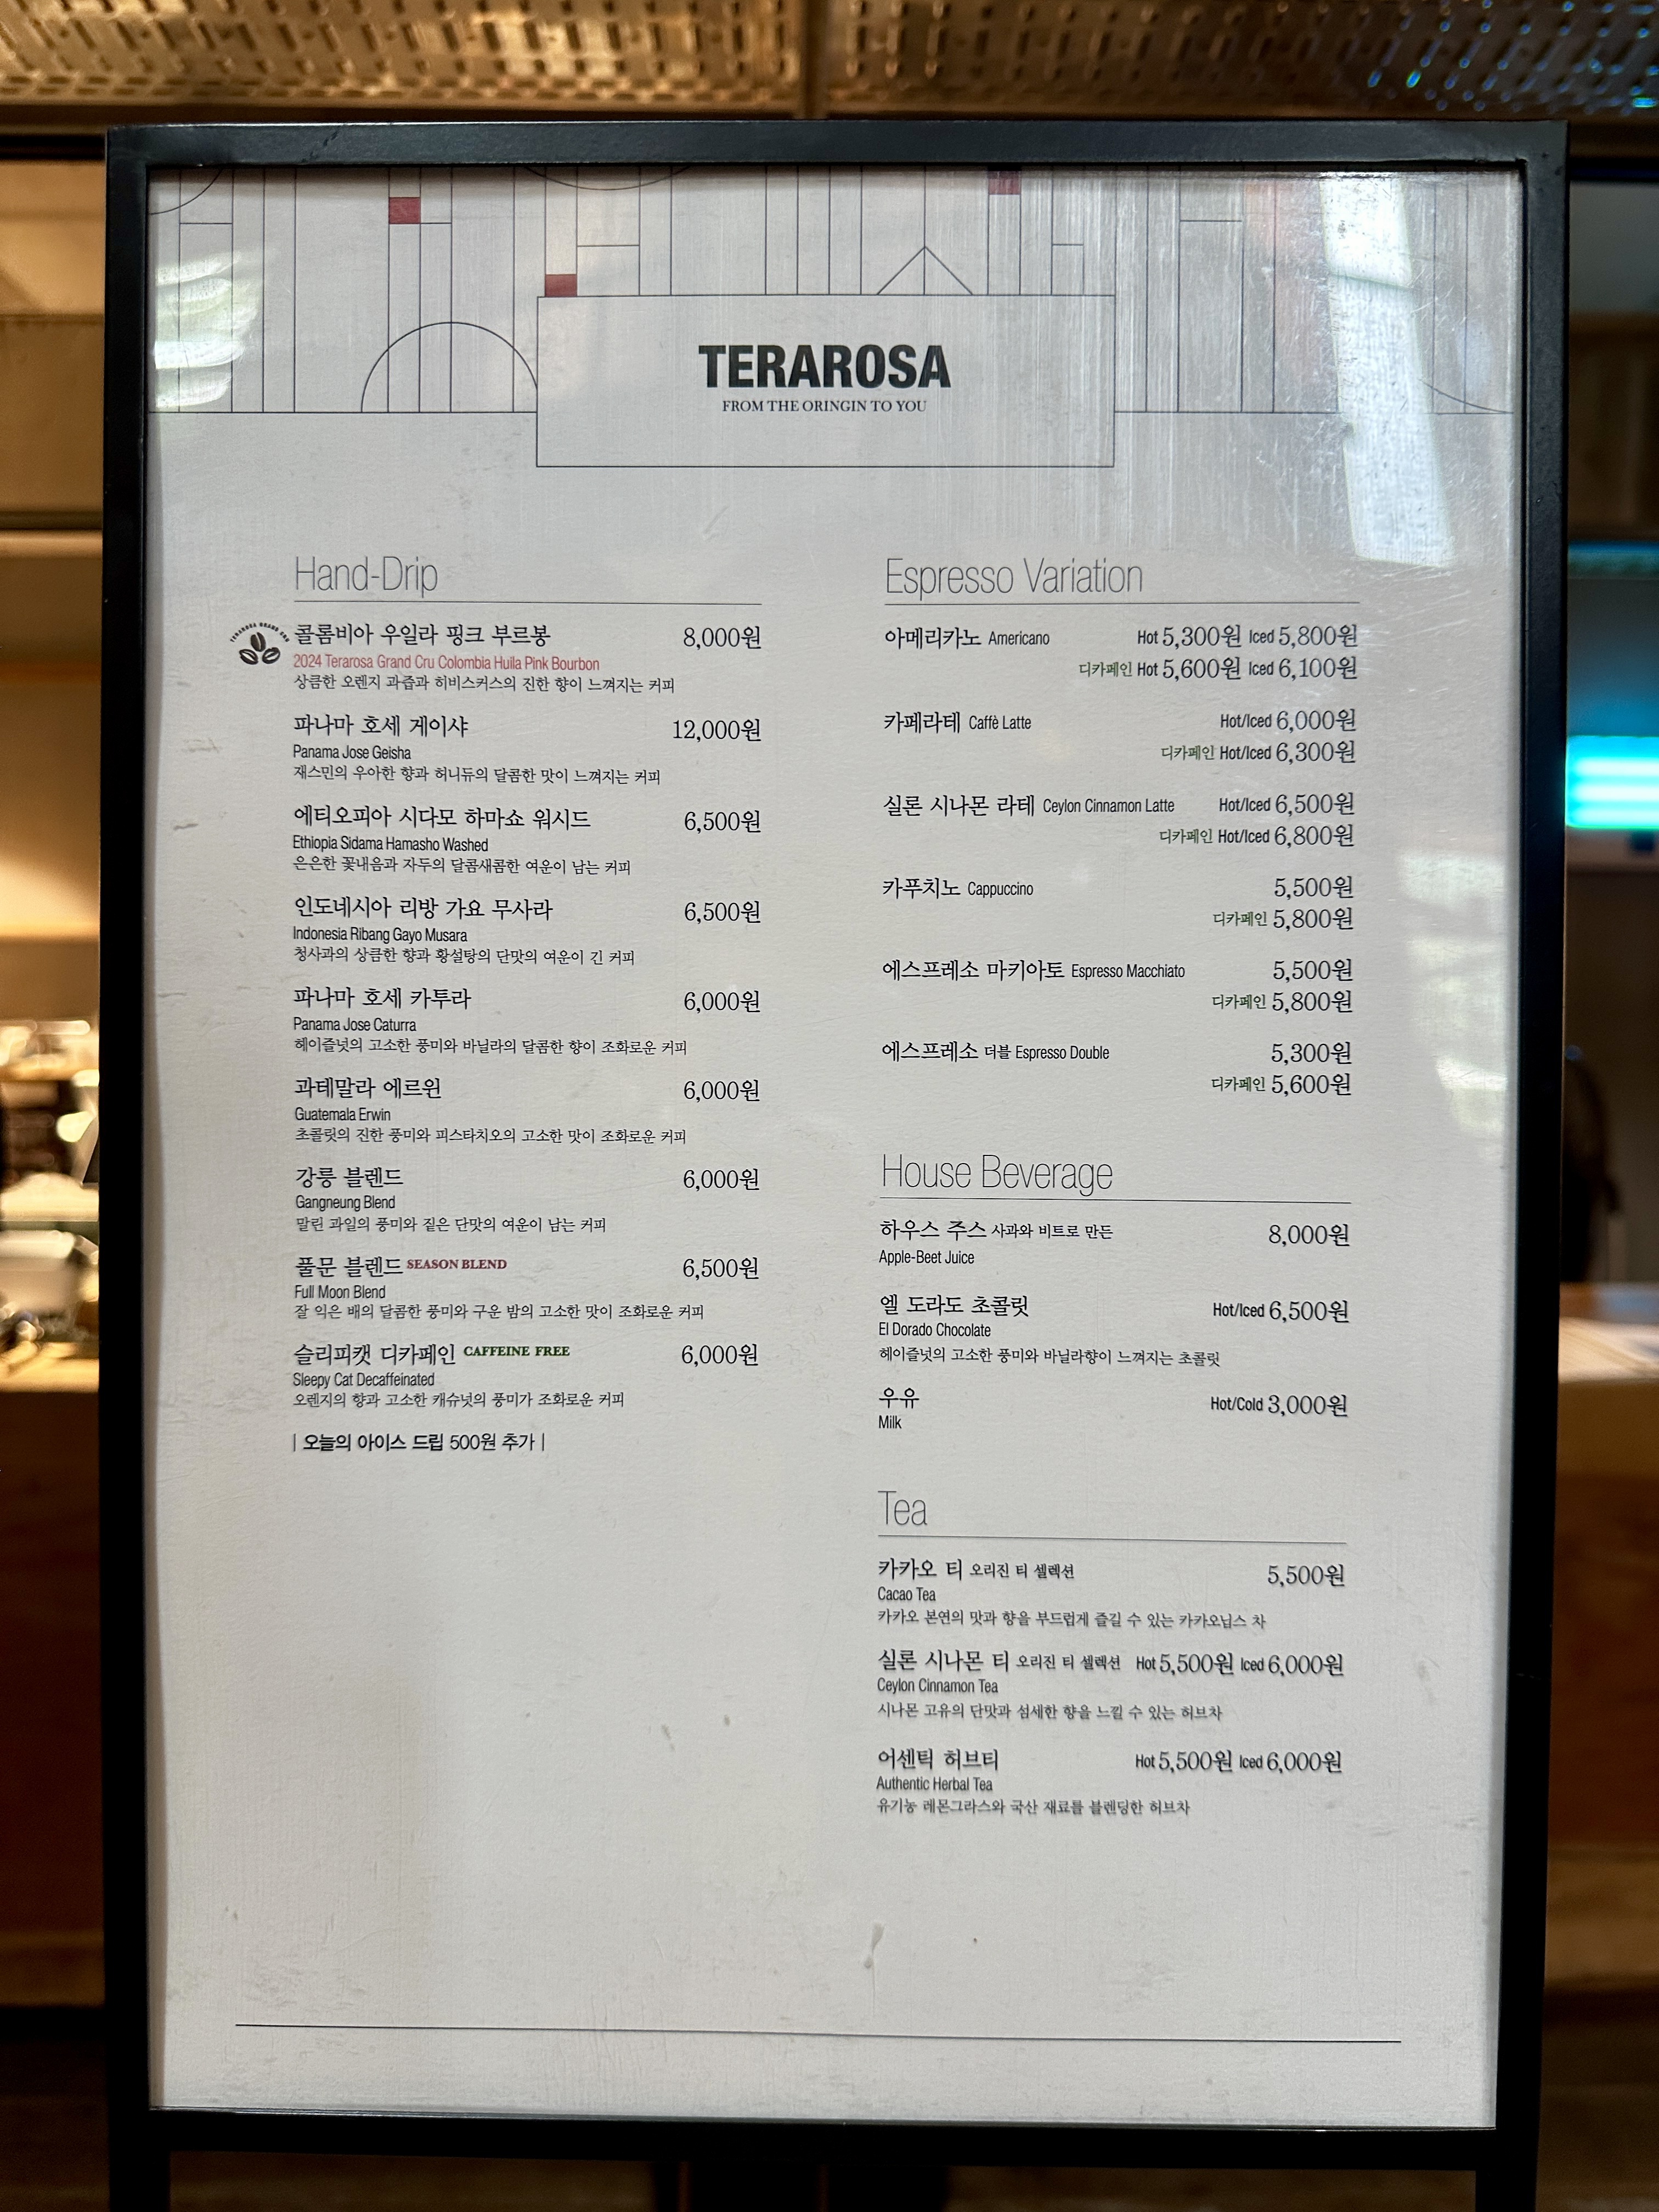 TERAROSA
FROM THE ORINGIN TO YOU
Hand-Drip
TERAROSA GRAND CRU
콜롬비아 우일라 핑크 부르봉 8,000원
2024 Terarosa Grand Cru Colombia Huila Pink Bourbon
상큼한 오렌지 과즙과 히비스커스의 진한 향이 느껴지는 커피
파나마 호세 게이샤 12,000원
Panama Jose Geisha
재스민의 우아한 향과 허니듀의 달콤한 맛이 느껴지는 커피
에티오피아 시다모 하마쇼 워시드 6,500원
Ethiopia Sidama Hamasho Washed
은은한 꽃내음과 자두의 달콤새콤한 여운이 남는 커피
인도네시아 리방 가요 무사라 6,500원
Indonesia Ribang Gayo Musara
청사과의 상큼한 향과 황설탕의 단맛의 여운이 긴 커피
파나마 호세 카투라 6,000원
Panama Jose Caturra
헤이즐넛의 고소한 풍미와 바닐라의 달콤한 향이 조화로운 커피
과테말라 에르윈 6,000원
Guatemala Erwin
초콜릿의 진한 풍미와 피스타치오의 고소한 맛이 조화로운 커피
강릉 블렌드 6,000원
Gangneung Blend
말린 과일의 풍미와 짙은 단맛의 여운이 남는 커피
풀문 블렌드 SEASON BLEND 6,500원
Full Moon Blend
잘 익은 배의 달콤한 풍미와 구운 밤의 고소한 맛이 조화로운 커피
슬리피캣 디카페인 CAFFEINE FREE 6,000원
Sleepy Cat Decaffeinated
오렌지의 향과 고소한 캐슈넛의 풍미가 조화로운 커피
| 오늘의 아이스 드립 500원 추가 |
Espresso Variation
아메리카노 Americano Hot 5,300원 Iced 5,800원
디카페인 Hot 5,600원 Iced 6,100원
카페라테 Caffè Latte Hot/Iced 6,000원
디카페인 Hot/Iced 6,300원
실론 시나몬 라테 Ceylon Cinnamon Latte Hot/Iced 6,500원
디카페인 Hot/Iced 6,800원
카푸치노 Cappuccino 5,500원
디카페인 5,800원
에스프레소 마키아토 Espresso Macchiato 5,500원
디카페인 5,800원
에스프레소 더블 Espresso Double 5,300원
디카페인 5,600원
House Beverage
하우스 주스 사과와 비트로 만든 8,000원
Apple-Beet Juice
엘 도라도 초콜릿 Hot/Iced 6,500원
El Dorado Chocolate
헤이즐넛의 고소한 풍미와 바닐라향이 느껴지는 초콜릿
우유 Hot/Cold 3,000원
Milk
Tea
카카오 티 오리진 티 셀렉션 5,500원
Cacao Tea
카카오 본연의 맛과 향을 부드럽게 즐길 수 있는 카카오닙스 차
실론 시나몬 티 오리진 티 셀렉션 Hot 5,500원 Iced 6,000원
Ceylon Cinnamon Tea
시나몬 고유의 단맛과 섬세한 향을 느낄 수 있는 허브차
어센틱 허브티 Hot 5,500원 Iced 6,000원
Authentic Herbal Tea
유기농 레몬그라스와 국산 재료를 블렌딩한 허브차